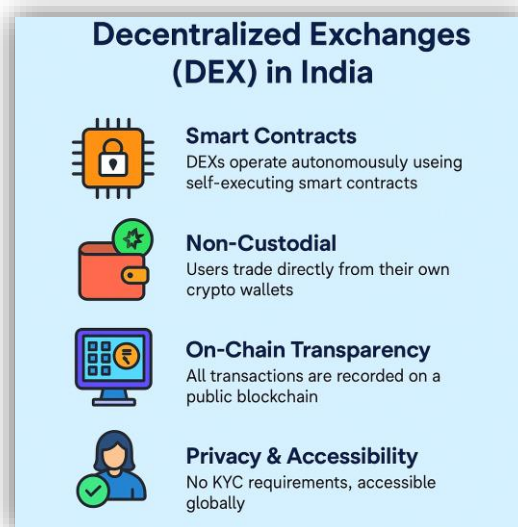 Decentralized Exchanges
(DEX) in India
Smart Contracts
DEXs operate autonomousuly useing
self-executing smart contracts
Non-Custodial
Users trade directly from their own
crypto wallets
On-Chain Transparency
All transactions are recorded on a
public blockchain
Privacy & Accessibility
No KYC requirements, accessible
globally